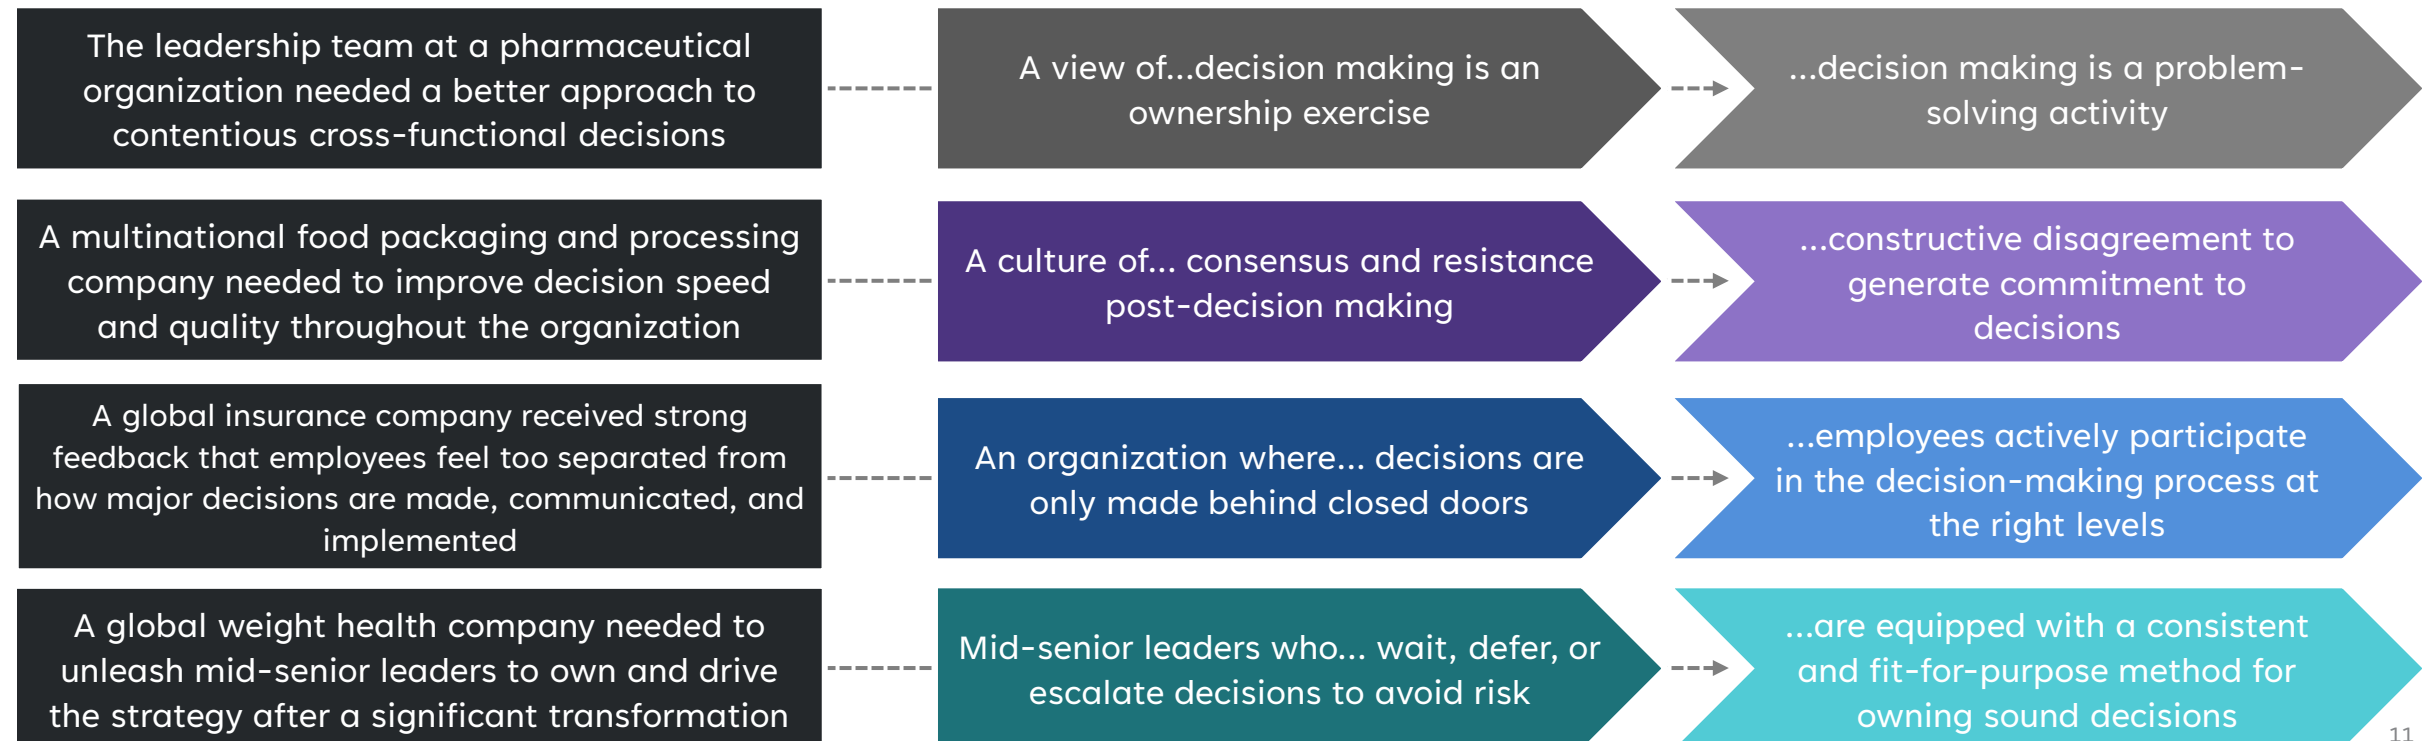 The leadership team at a pharmaceutical
organization needed a better approach to
contentious cross-functional decisions
A view of...decision making is an
ownership exercise
...decision making is a problem-
solving activity
A multinational food packaging and processing
company needed to improve decision speed
and quality throughout the organization
A culture of... consensus and resistance
post-decision making
...constructive disagreement to
generate commitment to
decisions
A global insurance company received strong
feedback that employees feel too separated from
how major decisions are made, communicated, and
implemented
An organization where... decisions are
only made behind closed doors
...employees actively participate
in the decision-making process at
the right levels
A global weight health company needed to
unleash mid-senior leaders to own and drive
the strategy after a significant transformation
Mid-senior leaders who... wait, defer, or
escalate decisions to avoid risk
...are equipped with a consistent
and fit-for-purpose method for
owning sound decisions
11